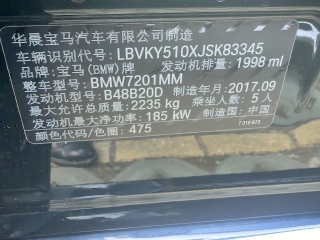 华晨宝马汽车有限公司制造
车辆识别代号: LBVKY510XJSK83345
品牌: 宝马(BMW)牌 发动机排量: 1998 ml
整车型号: BMW7201MM
发动机型号: B48B20D 制造年月: 2017.09
最大允许总质量: 2235 kg 乘坐人数: 5人
发动机最大净功率: 185 kW 制造国: 中国
颜色代码/色圈: 475
7310673